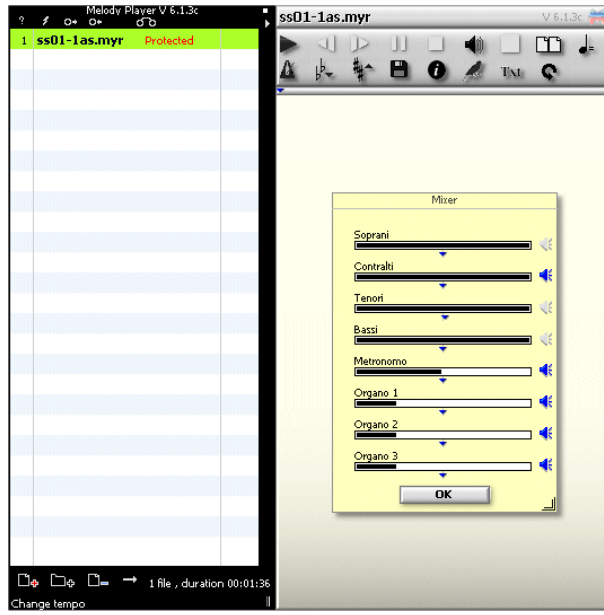 Melody Player V 6.1.3c
?
1 ss01-1as.myr Protected
1 file , duration 00:01:36
Change tempo
ss01-1as.myr V 6.1.3c
TXT
Mixer
Soprani
Contralti
Tenori
Bassi
Metronomo
Organo 1
Organo 2
Organo 3
OK